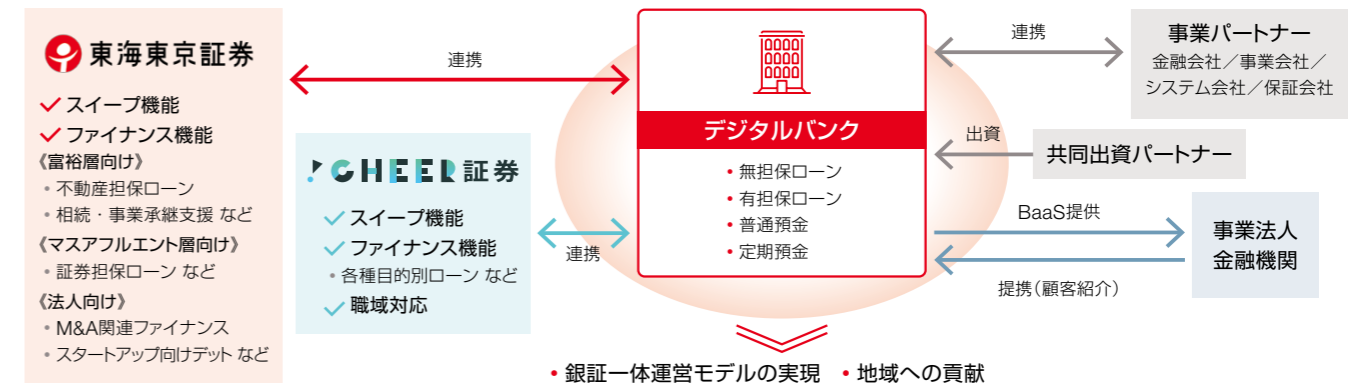 東海東京証券
スイープ機能
ファイナンス機能
《富裕層向け》
・不動産担保ローン
・相続・事業承継支援 など
《マスアフルエント層向け》
・証券担保ローン など
《法人向け》
・M&A関連ファイナンス
・スタートアップ向けデット など
連携
CHEER証券
スイープ機能
ファイナンス機能
・各種目的別ローン など
職域対応
連携
デジタルバンク
・無担保ローン
・有担保ローン
・普通預金
・定期預金
連携
事業パートナー
金融会社／事業会社／
システム会社／保証会社
出資
共同出資パートナー
BaaS提供
事業法人
金融機関
提携（顧客紹介）
・銀証一体運営モデルの実現 ・地域への貢献